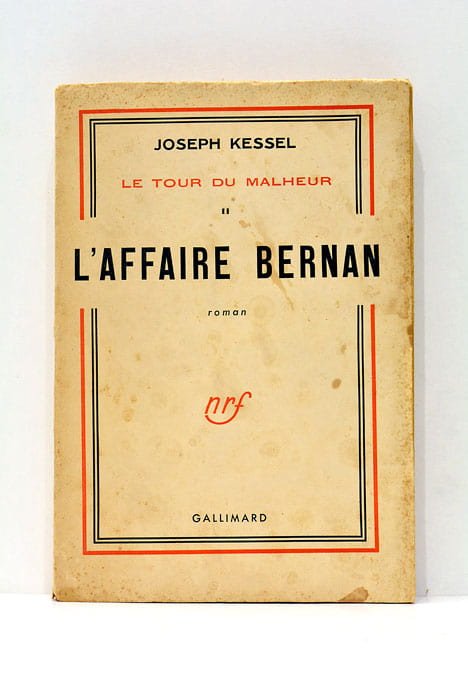 JOSEPH KESSEL
LE TOUR DU MALHEUR
II
L'AFFAIRE BERNAN
roman
nrf
GALLIMARD